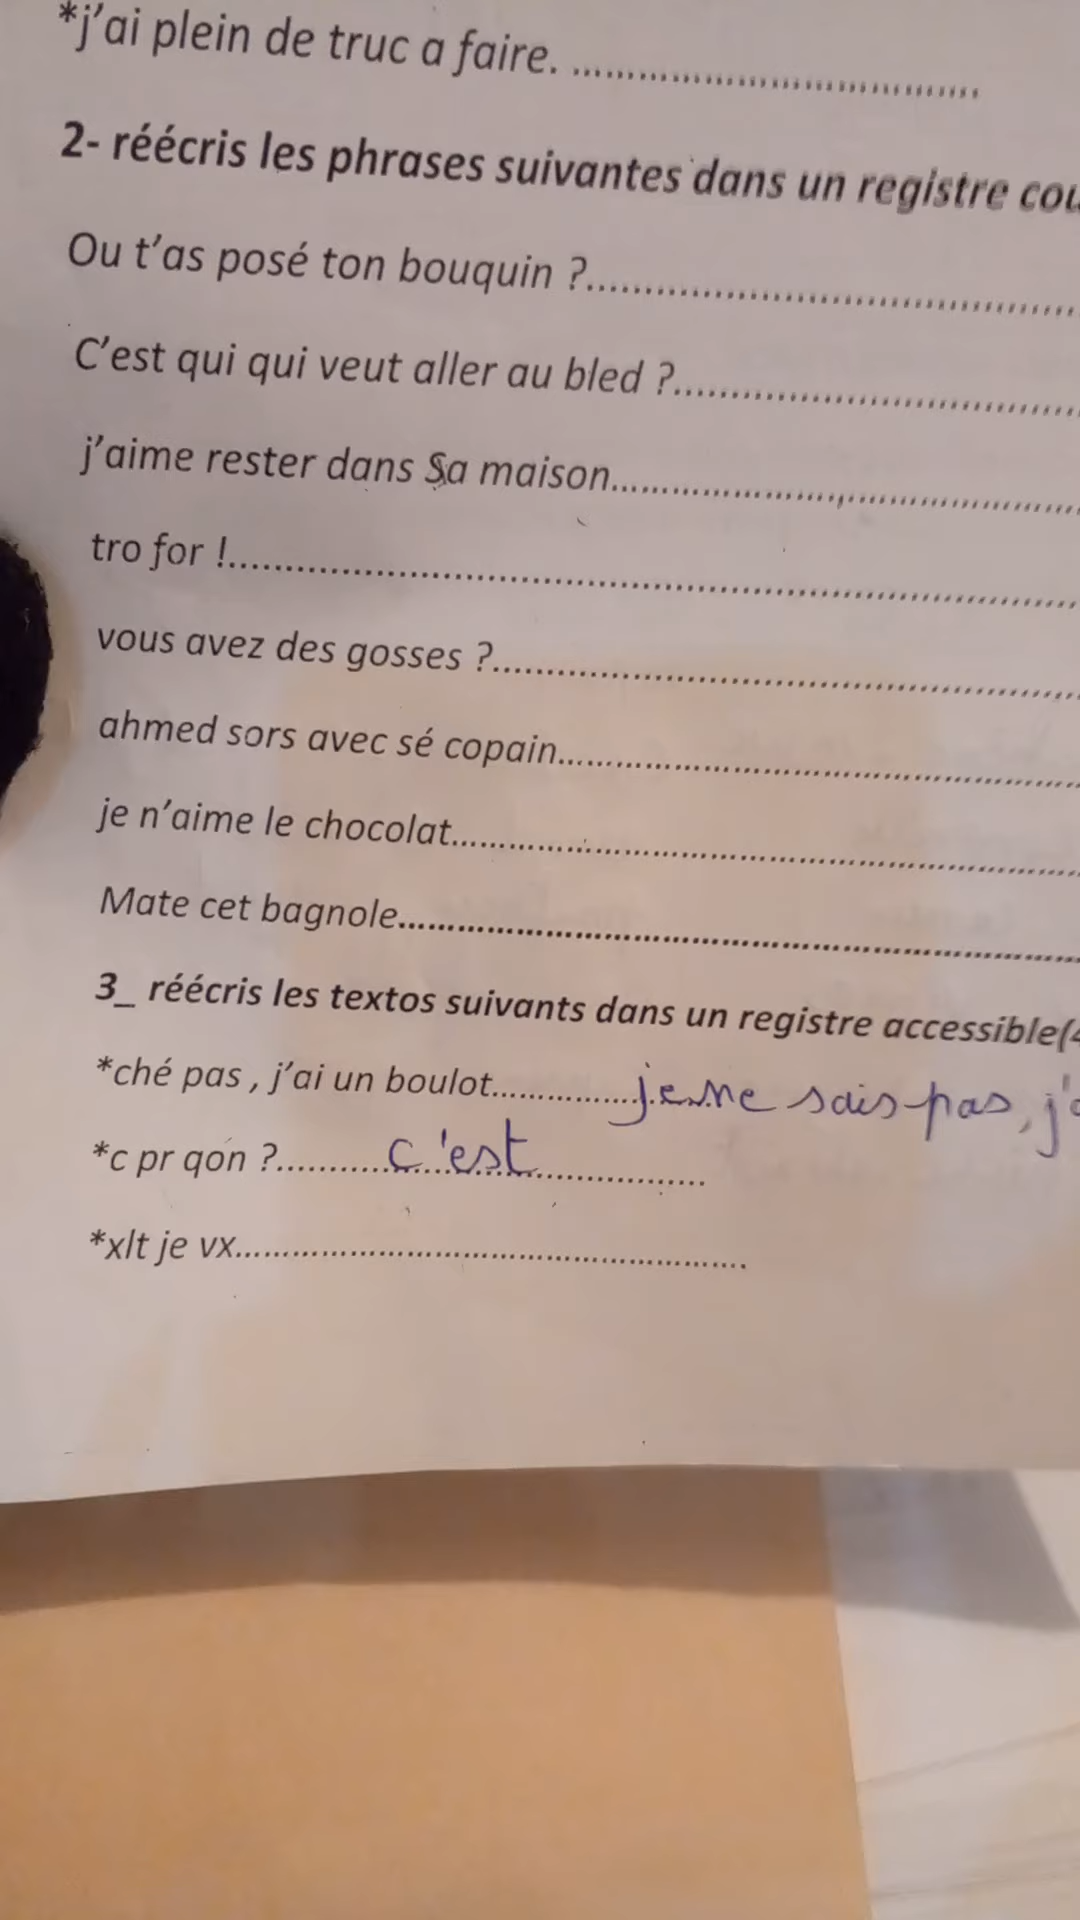 *j'ai plein de truc a faire. ........................................
2- réécris les phrases suivantes dans un registre
Ou t'as posé ton bouquin ?........................................
C'est qui qui veut aller au bled ?........................................
j'aime rester dans Sa maison........................................
tro for !........................................
vous avez des gosses ?........................................
ahmed sors avec sé copain........................................
je n'aime le chocolat........................................
Mate cet bagnole........................................
3_ réécris les textos suivants dans un registre accessible(4
*ché pas , j'ai un boulot............... je ne sais pas, j'a
*c pr qon ?........... c'est ...............
*xlt je vx........................................